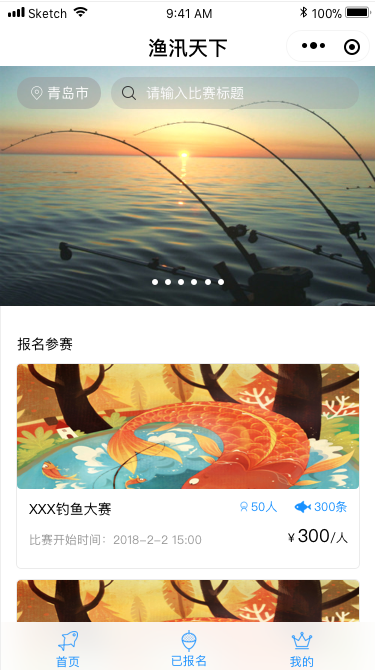 Sketch 9:41 AM 100%
渔汛天下
青岛市 请输入比赛标题
报名参赛
XXX钓鱼大赛 50人 300条
比赛开始时间：2018-2-2 15:00 ¥300/人
首页 已报名 我的